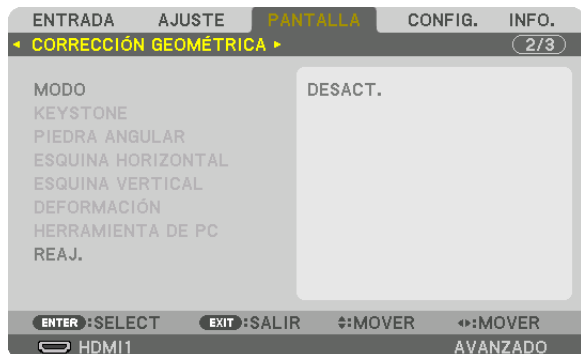 ENTRADA AJUSTE PANTALLA CONFIG. INFO.
CORRECCIÓN GEOMÉTRICA 2/3
MODO DESACT.
KEYSTONE
PIEDRA ANGULAR
ESQUINA HORIZONTAL
ESQUINA VERTICAL
DEFORMACIÓN
HERRAMIENTA DE PC
REAJ.
ENTER :SELECT EXIT :SALIR :MOVER :MOVER
HDMI1 AVANZADO